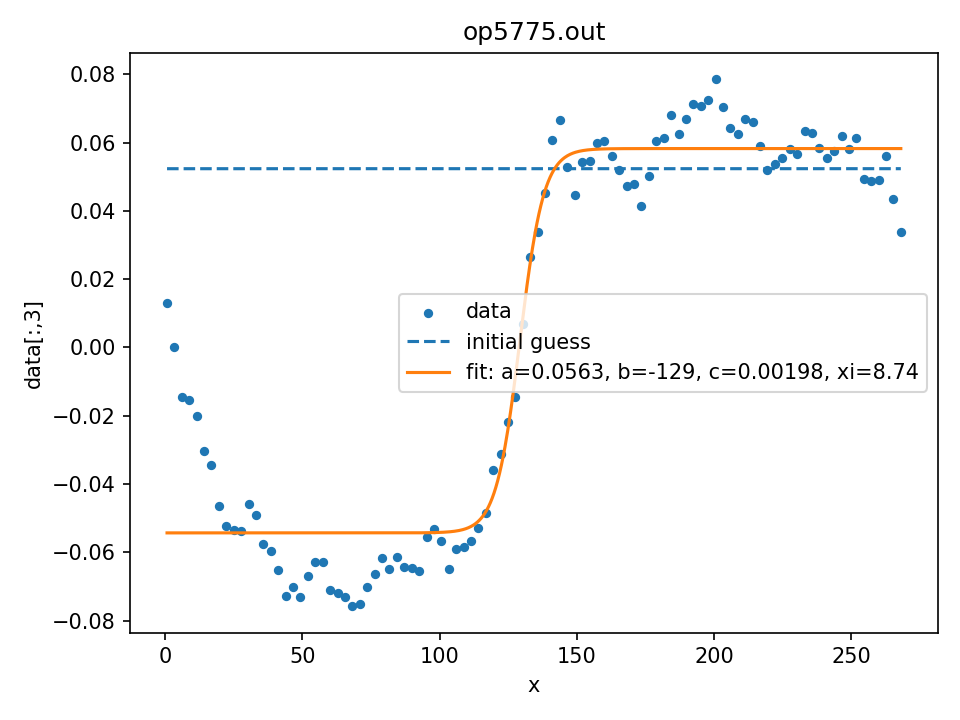 op5775.out
0.08
0.06
0.04
0.02
0.00
−0.02
−0.04
−0.06
−0.08
data[:,3]
data
initial guess
fit: a=0.0563, b=-129, c=0.00198, xi=8.74
0 50 100 150 200 250
x